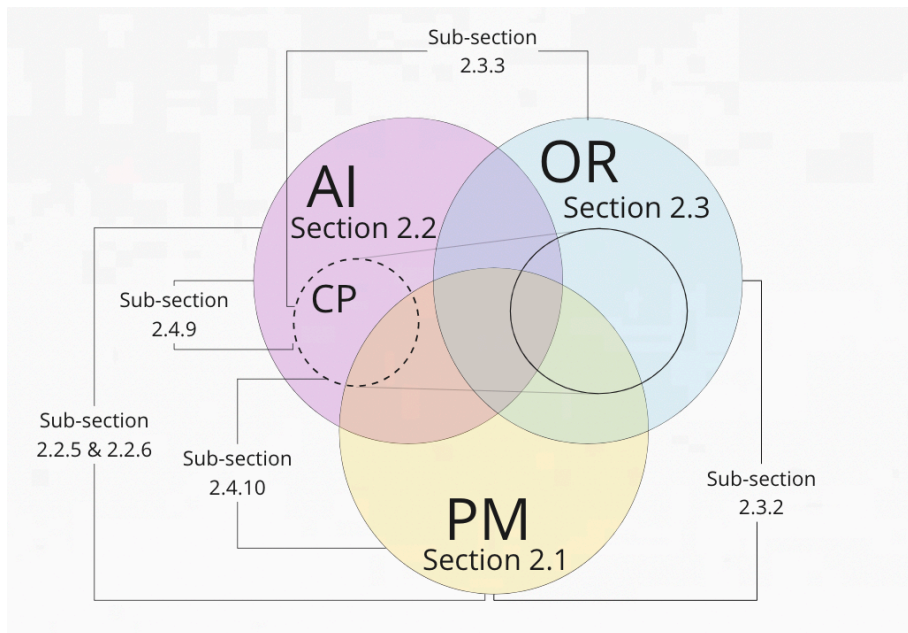 Sub-section
2.3.3
AI
Section 2.2
OR
Section 2.3
CP
Sub-section
2.4.9
Sub-section
2.2.5 & 2.2.6
Sub-section
2.4.10
Sub-section
2.3.2
PM
Section 2.1